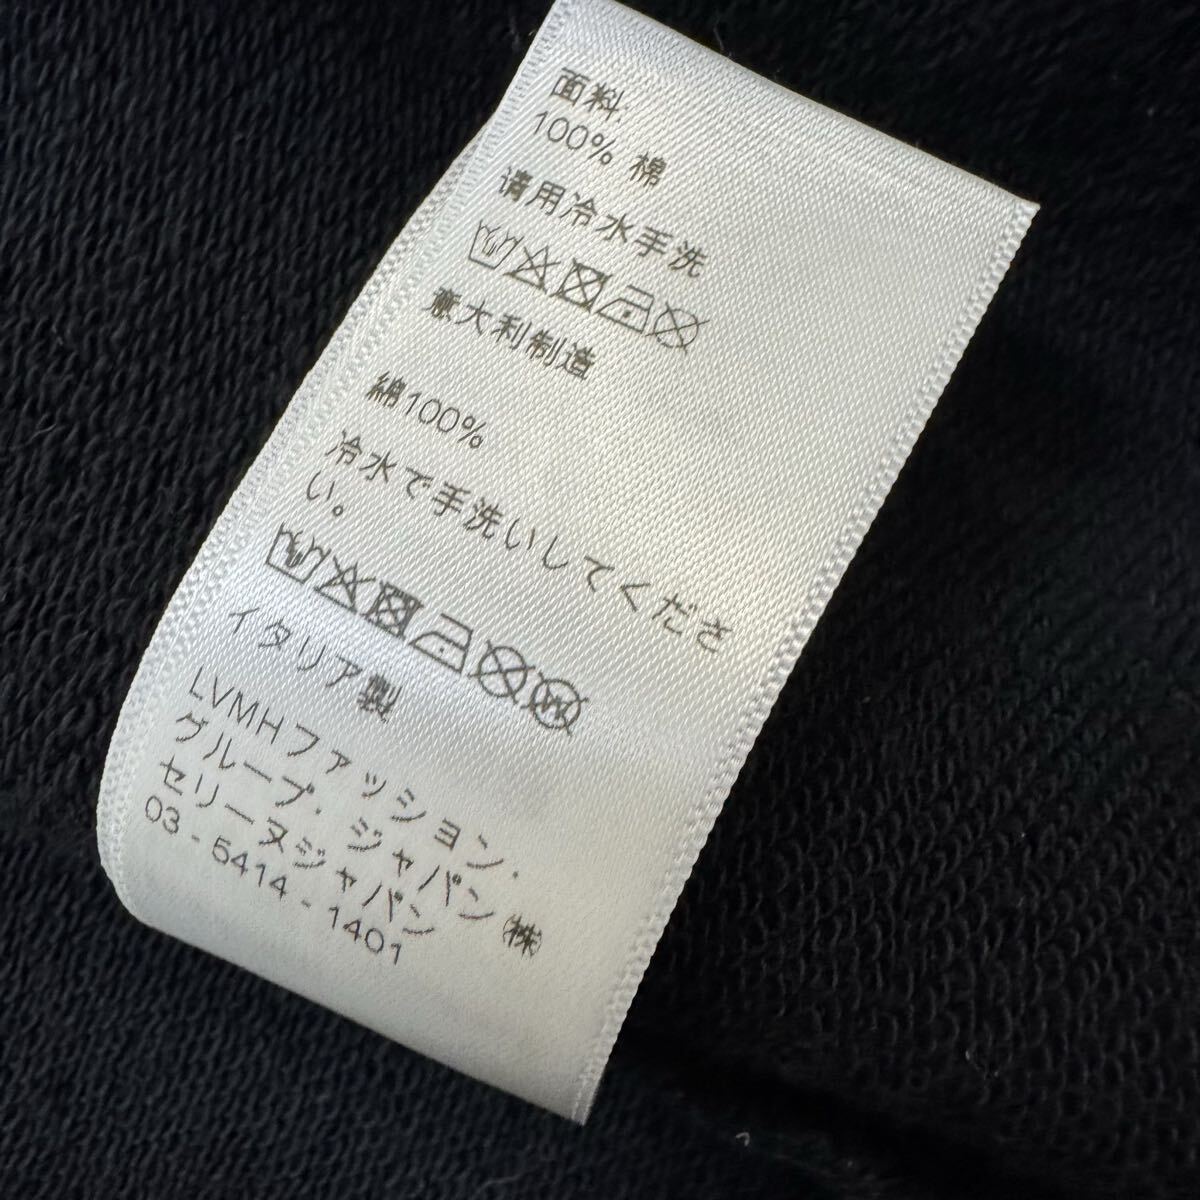 面料.
100% 棉
请用冷水手洗
意大利制造
綿100%
冷水で手洗いしてくださ
い。
イタリア製
LVMHファッション.
グループ.ジャパン㈱
セリーヌジャパン
03-5414-1401